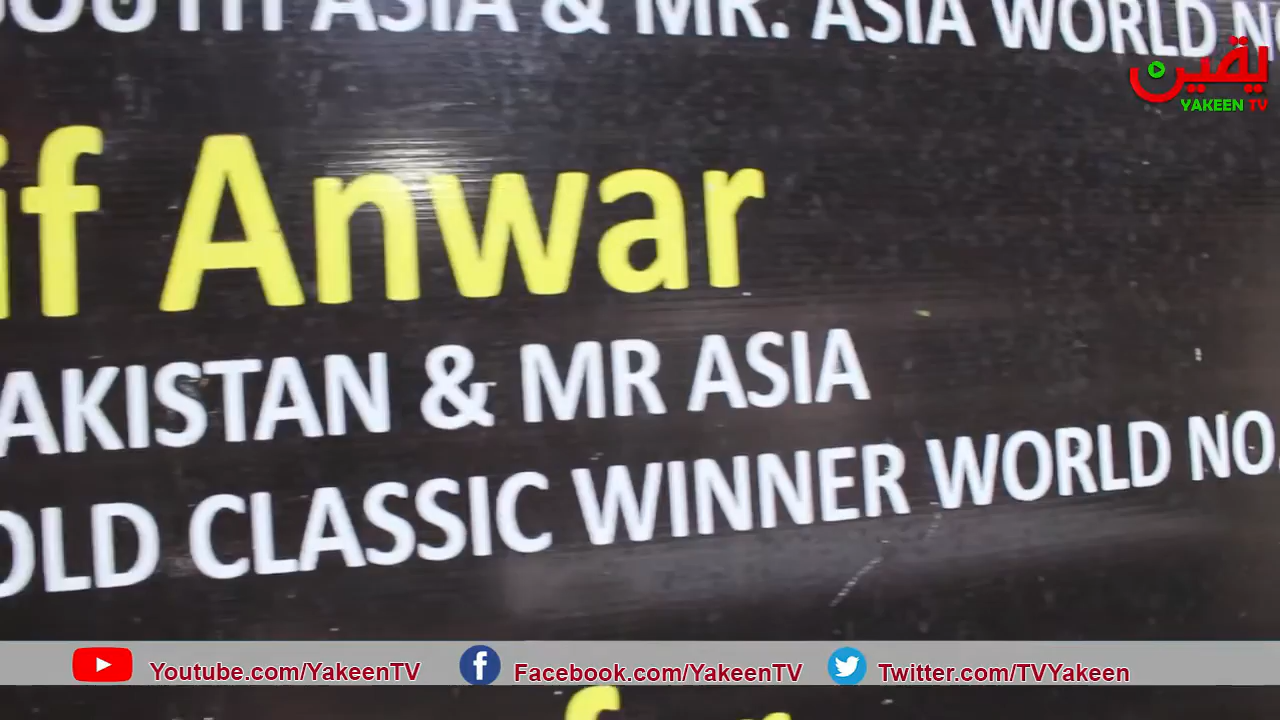 SOUTH ASIA & MR. ASIA WORLD NO
يقين
YAKEEN TV
if Anwar
AKISTAN & MR ASIA
OLD CLASSIC WINNER WORLD NO.
Youtube.com/YakeenTV
Facebook.com/YakeenTV
Twitter.com/TVYakeen